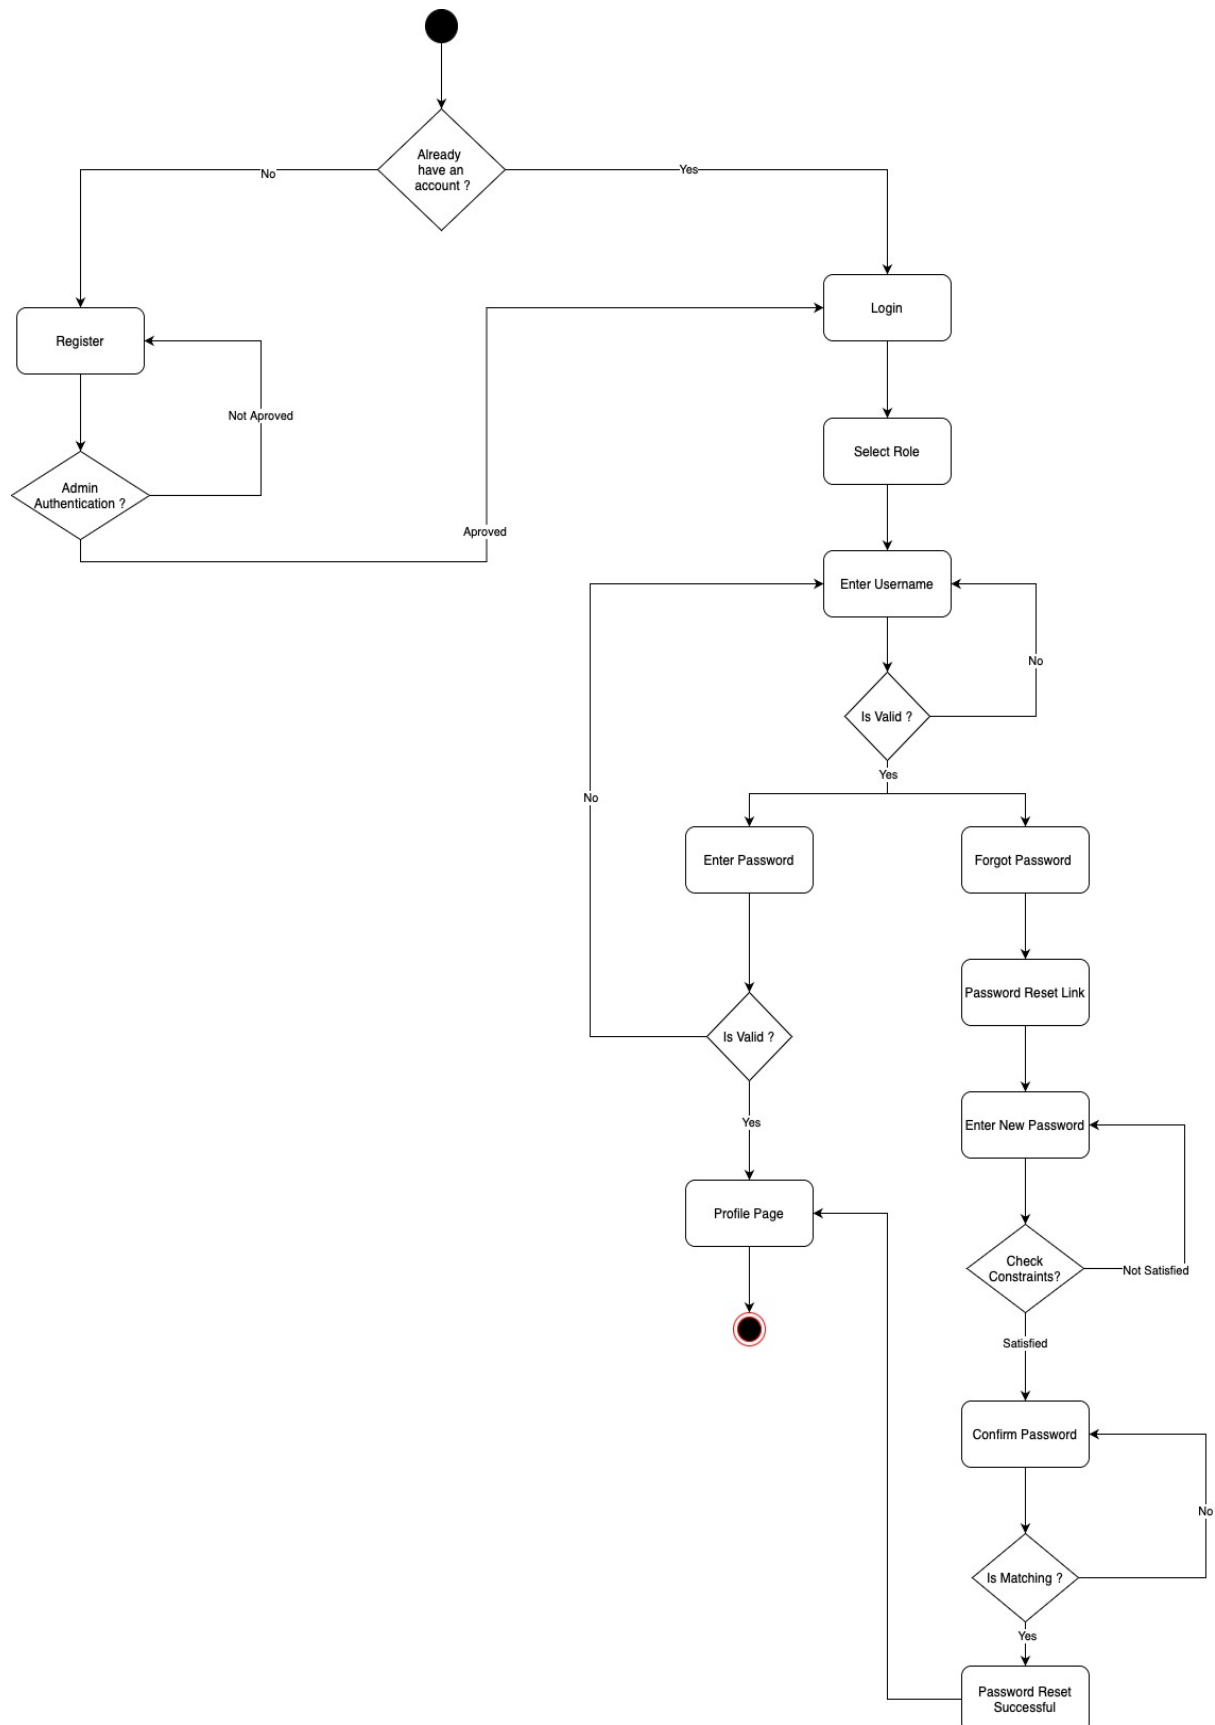 Already
have an
account ?
No
Yes
Login
Register
Not Aproved
Select Role
Admin
Authentication ?
Aproved
Enter Username
No
Is Valid ?
Yes
No
Enter Password
Forgot Password
Password Reset Link
Is Valid ?
Yes
Enter New Password
Profile Page
Check
Constraints?
Not Satisfied
Satisfied
Confirm Password
No
Is Matching ?
Yes
Password Reset
Successful